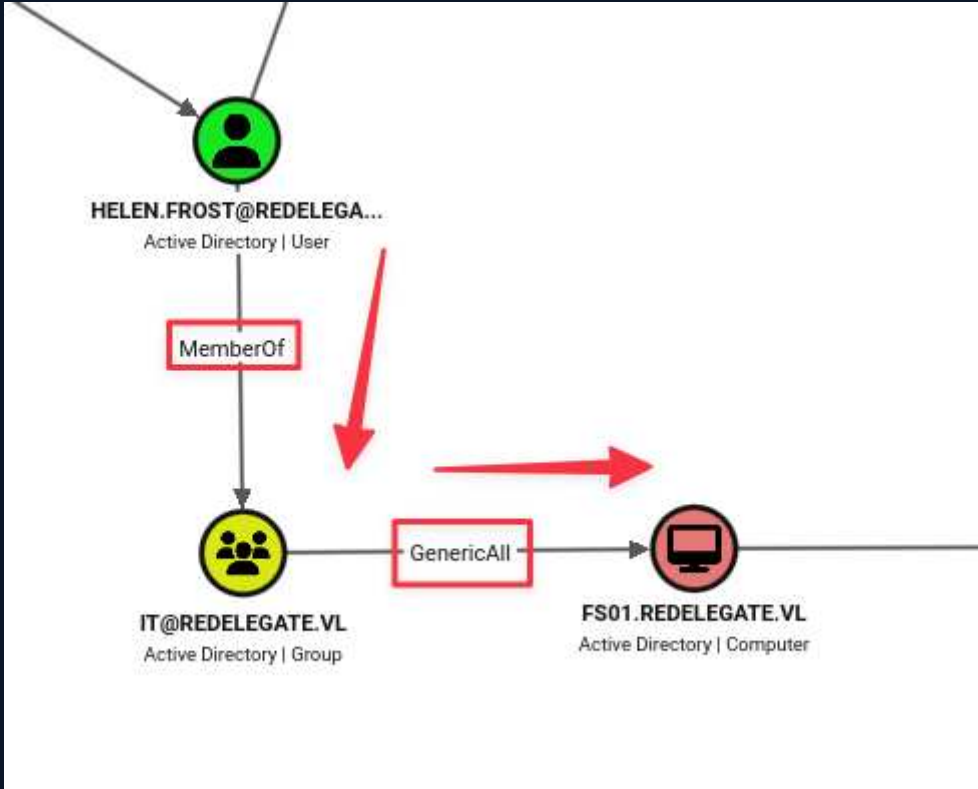 HELEN.FROST@REDELEGA...
Active Directory | User
MemberOf
GenericAll
IT@REDELEGATE.VL
Active Directory | Group
FS01.REDELEGATE.VL
Active Directory | Computer